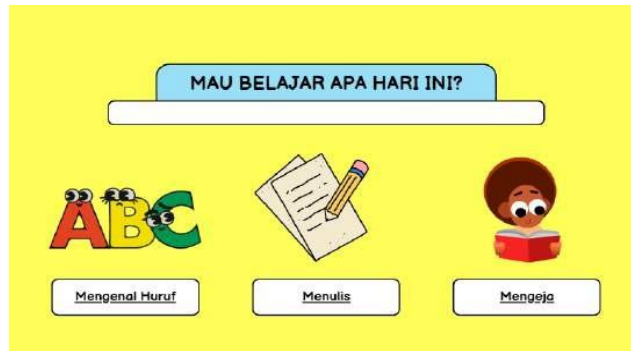 MAU BELAJAR APA HARI INI?
ABC
Mengenal Huruf
Menulis
Mengeja